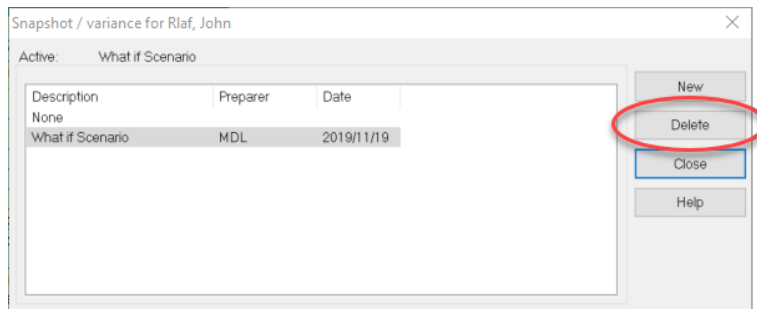 Snapshot / variance for Rlaf, John
Active: What if Scenario
Description Preparer Date
None
What if Scenario MDL 2019/11/19
New
Delete
Close
Help